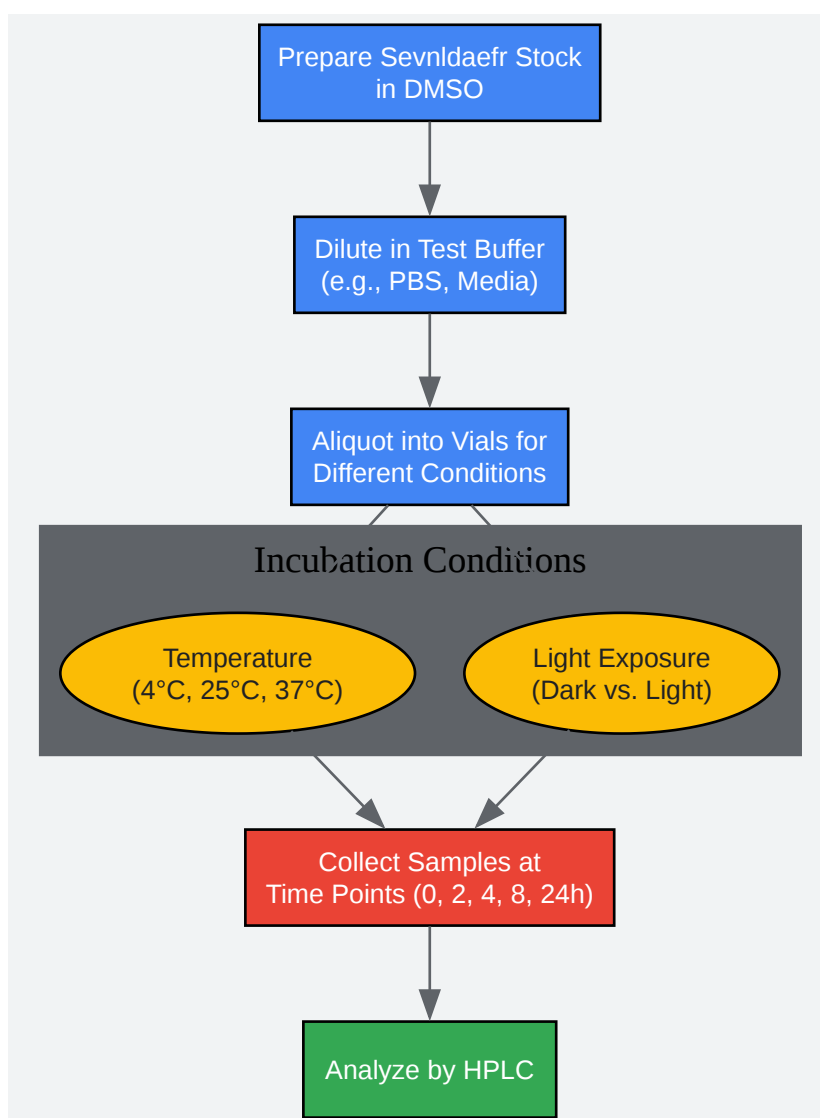 Prepare Sevnldaefr Stock
in DMSO
Dilute in Test Buffer
(e.g., PBS, Media)
Aliquot into Vials for
Different Conditions
Incubation Conditions
Temperature
(4°C, 25°C, 37°C)
Light Exposure
(Dark vs. Light)
Collect Samples at
Time Points (0, 2, 4, 8, 24h)
Analyze by HPLC